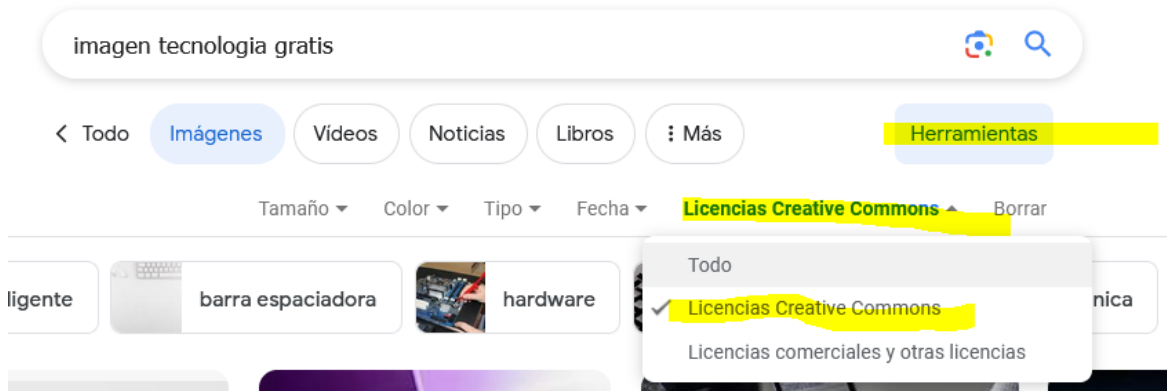 imagen tecnologia gratis
Todo Imágenes Vídeos Noticias Libros Más Herramientas
Tamaño Color Tipo Fecha Licencias Creative Commons Borrar
Todo
ligente barra espaciadora hardware nica
Licencias Creative Commons
Licencias comerciales y otras licencias